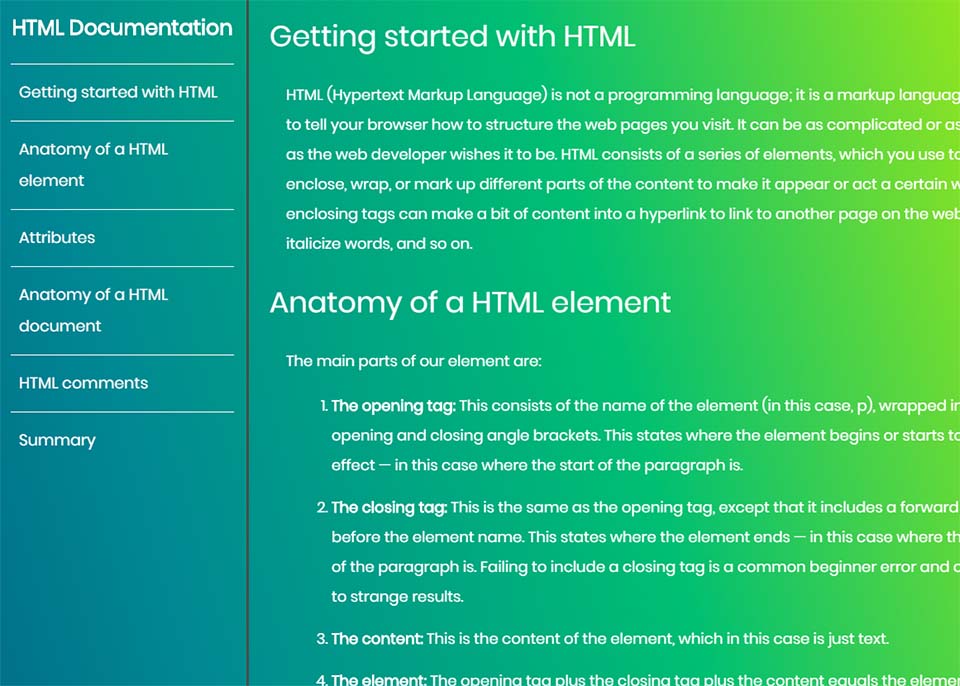 HTML Documentation
Getting started with HTML
Anatomy of a HTML
element
Attributes
Anatomy of a HTML
document
HTML comments
Summary
Getting started with HTML
HTML (Hypertext Markup Language) is not a programming language; it is a markup languag
to tell your browser how to structure the web pages you visit. It can be as complicated or as
as the web developer wishes it to be. HTML consists of a series of elements, which you use to
enclose, wrap, or mark up different parts of the content to make it appear or act a certain w
enclosing tags can make a bit of content into a hyperlink to link to another page on the web
italicize words, and so on.
Anatomy of a HTML element
The main parts of our element are:
1. The opening tag: This consists of the name of the element (in this case, p), wrapped in
opening and closing angle brackets. This states where the element begins or starts to
effect — in this case where the start of the paragraph is.
2. The closing tag: This is the same as the opening tag, except that it includes a forward
before the element name. This states where the element ends — in this case where th
of the paragraph is. Failing to include a closing tag is a common beginner error and c
to strange results.
3. The content: This is the content of the element, which in this case is just text.
4. The element: The opening tag plus the closing tag plus the content equals the eleme